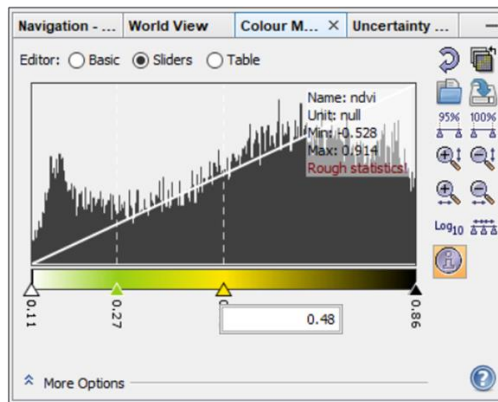 Navigation - ... World View Colour M... × Uncertainty ...
Editor: Basic Sliders Table
Name: ndvi
Unit: null
Min: -0.528
Max: 0.914
Rough statistics!
95% 100%
Log10
0.11 0.27 0.86
0.48
More Options